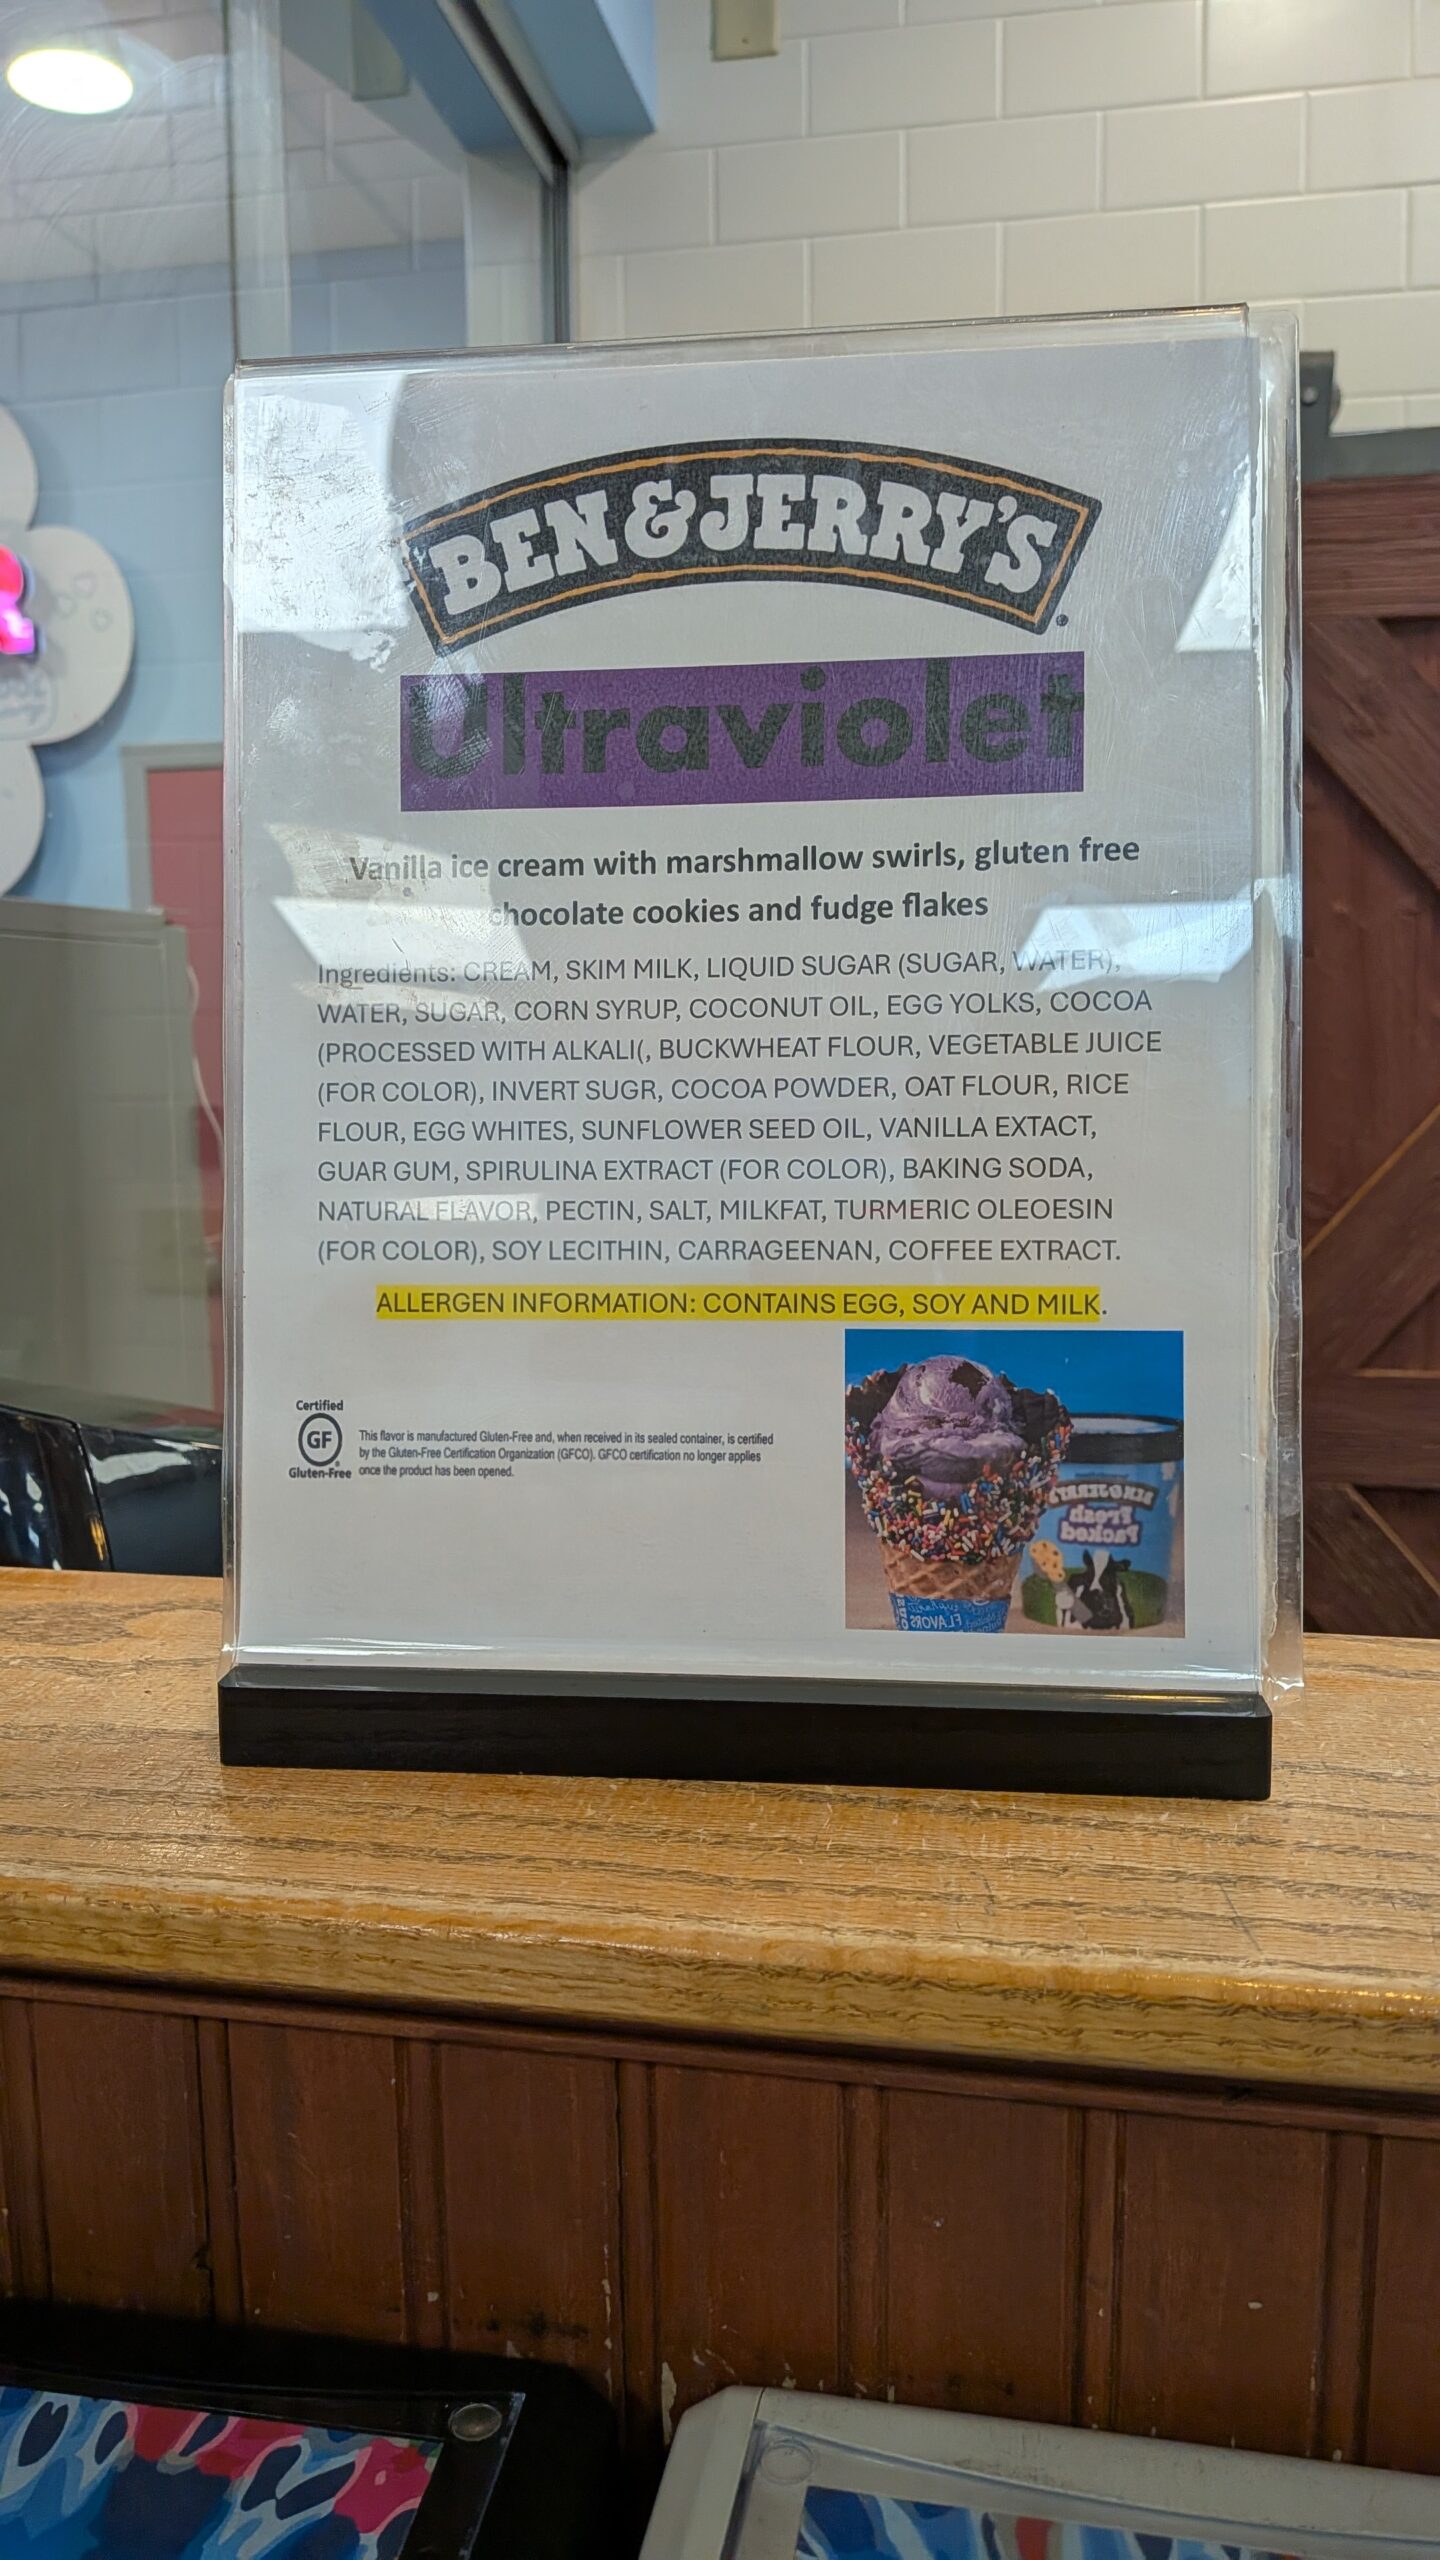 BEN & JERRY'S
Ultraviolet
Vanilla ice cream with marshmallow swirls, gluten free
chocolate cookies and fudge flakes
Ingredients: CREAM, SKIM MILK, LIQUID SUGAR (SUGAR, WATER),
WATER, SUGAR, CORN SYRUP, COCONUT OIL, EGG YOLKS, COCOA
(PROCESSED WITH ALKALI(, BUCKWHEAT FLOUR, VEGETABLE JUICE
(FOR COLOR), INVERT SUGR, COCOA POWDER, OAT FLOUR, RICE
FLOUR, EGG WHITES, SUNFLOWER SEED OIL, VANILLA EXTACT,
GUAR GUM, SPIRULINA EXTRACT (FOR COLOR), BAKING SODA,
NATURAL FLAVOR, PECTIN, SALT, MILKFAT, TURMERIC OLEOESIN
(FOR COLOR), SOY LECITHIN, CARRAGEENAN, COFFEE EXTRACT.
ALLERGEN INFORMATION: CONTAINS EGG, SOY AND MILK.
Certified
GF
Gluten-Free
This flavor is manufactured Gluten-Free and, when received in its sealed container, is certified
by the Gluten-Free Certification Organization (GFCO). GFCO certification no longer applies
once the product has been opened.
BEN & JERRY'S
Fresh
Packed
FLAVORS